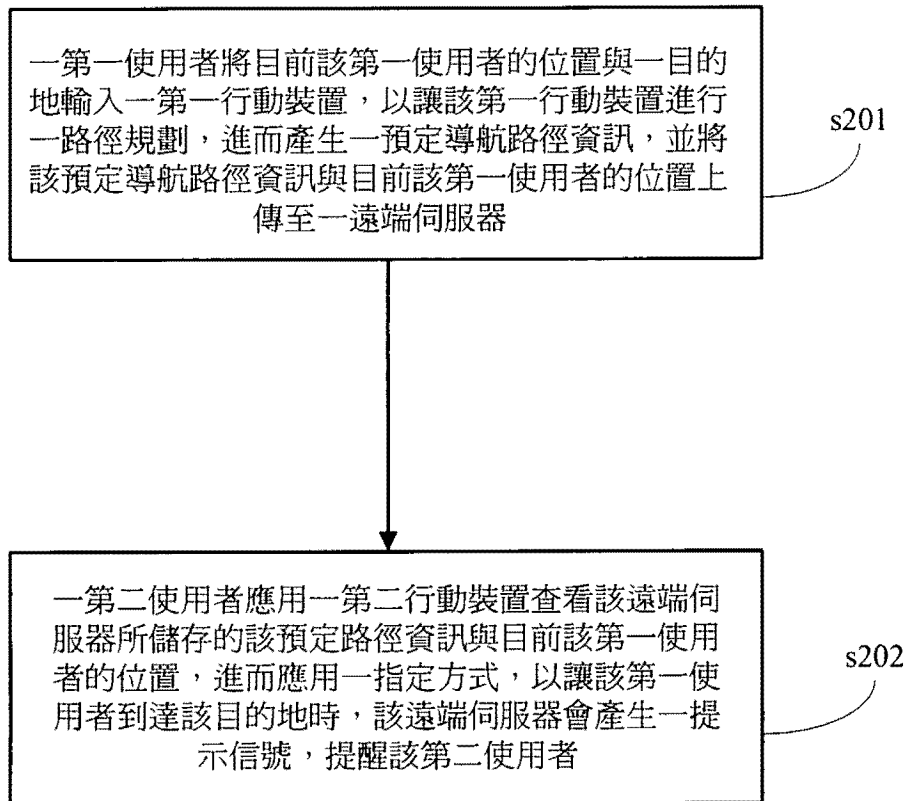 一第一使用者將目前該第一使用者的位置與一目的
地輸入一第一行動裝置，以讓該第一行動裝置進行
一路徑規劃，進而產生一預定導航路徑資訊，並將
該預定導航路徑資訊與目前該第一使用者的位置上
傳至一遠端伺服器
s201
一第二使用者應用一第二行動裝置查看該遠端伺
服器所儲存的該預定路徑資訊與目前該第一使用
者的位置，進而應用一指定方式，以讓該第一使
用者到達該目的地時，該遠端伺服器會產生一提
示信號，提醒該第二使用者
s202